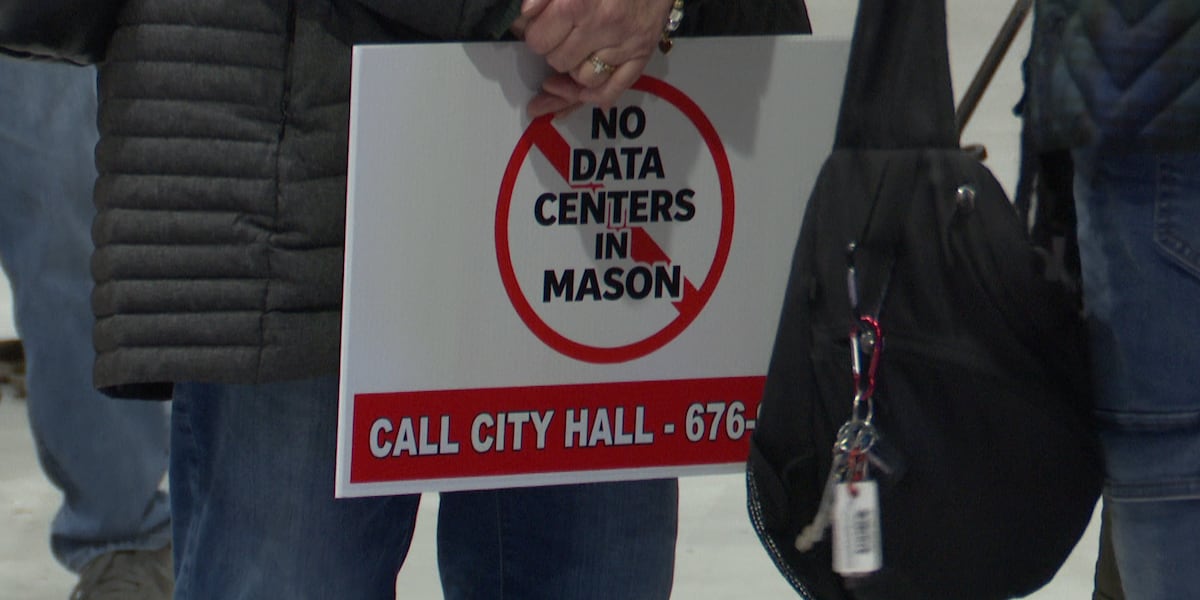 NO
DATA
CENTERS
IN
MASON
CALL CITY HALL - 676-